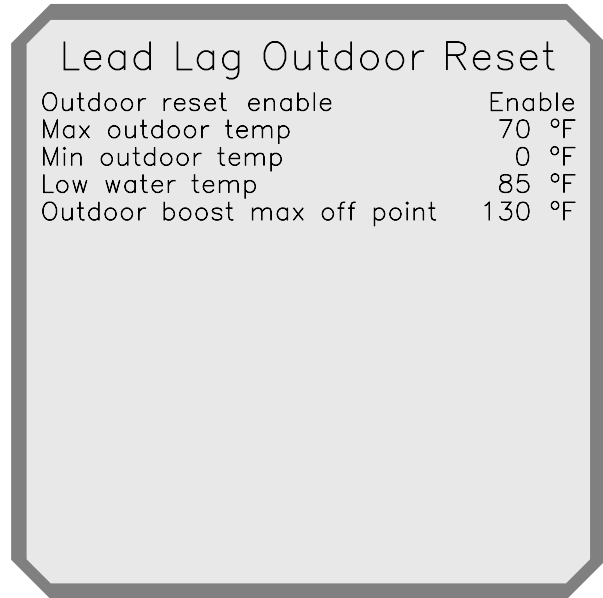 Lead Lag Outdoor Reset
Outdoor reset enable Enable
Max outdoor temp 70 °F
Min outdoor temp 0 °F
Low water temp 85 °F
Outdoor boost max off point 130 °F